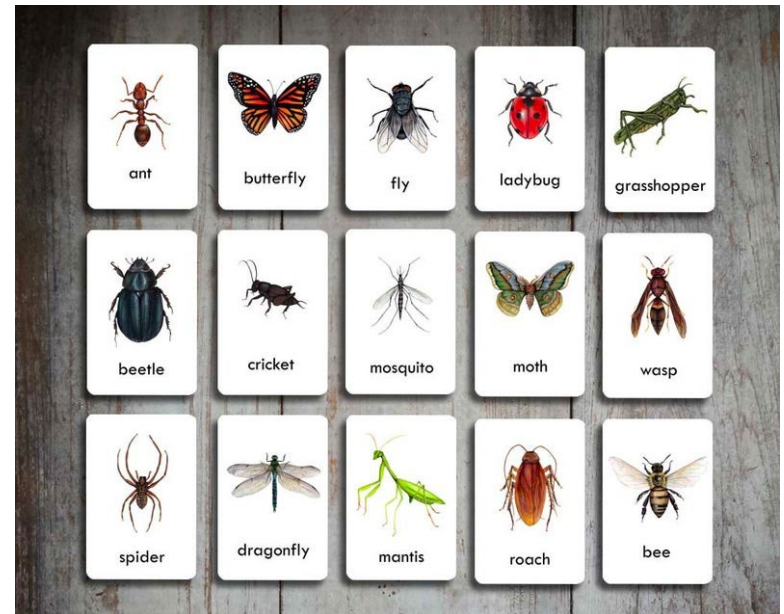 ant
butterfly
fly
ladybug
grasshopper
beetle
cricket
mosquito
moth
wasp
spider
dragonfly
mantis
roach
bee